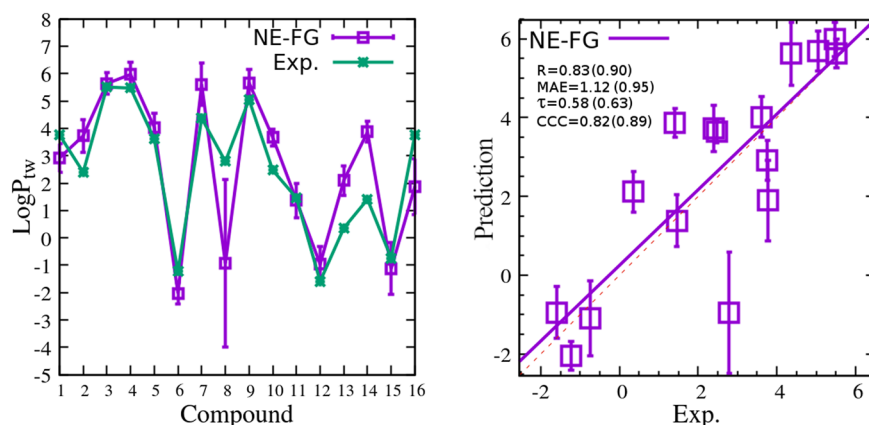 8
7
6
5
4
3
2
1
0
-1
-2
-3
-4
-5
LogPtw
NE-FG
Exp.
1 2 3 4 5 6 7 8 9 10 11 12 13 14 15 16
Compound
6
4
2
0
-2
Prediction
NE-FG
R=0.83(0.90)
MAE=1.12 (0.95)
τ=0.58 (0.63)
CCC=0.82(0.89)
-2 0 2 4 6
Exp.